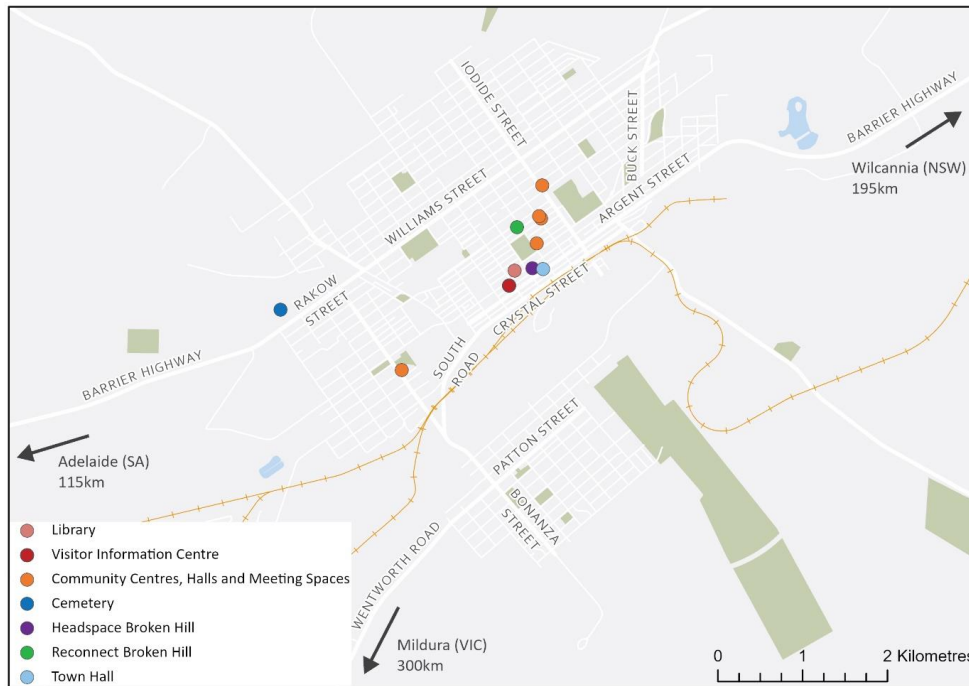 IODIDE STREET
BUCK STREET
BARRIER HIGHWAY
Wilcannia (NSW)
195km
ARGENT STREET
WILLIAMS STREET
CRYSTAL STREET
RAKOW
STREET
SOUTH
ROAD
BARRIER HIGHWAY
PATTON STREET
Adelaide (SA)
115km
BONANZA
STREET
WENTWORTH ROAD
Library
Visitor Information Centre
Community Centres, Halls and Meeting Spaces
Cemetery
Headspace Broken Hill
Reconnect Broken Hill
Town Hall
Mildura (VIC)
300km
0 1 2 Kilometres